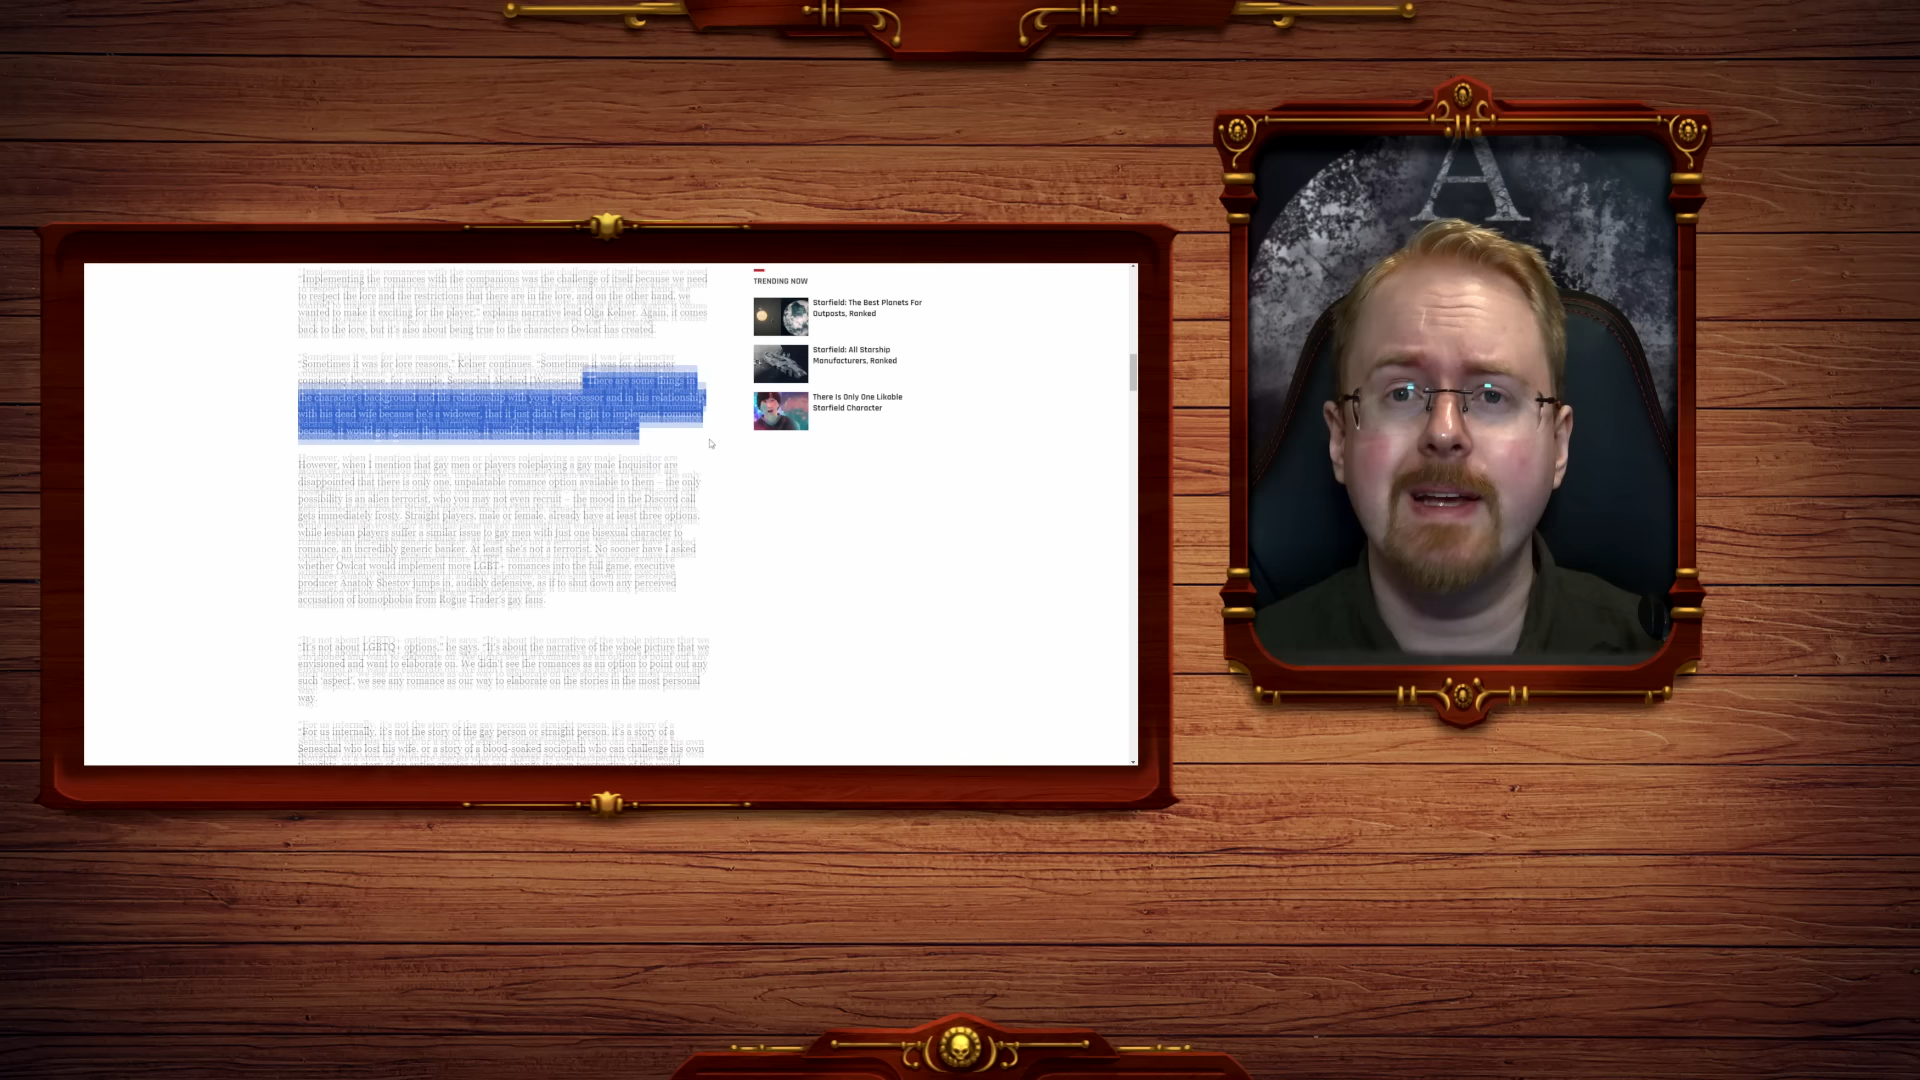 A
"Implementing the romances with the companions was the challenge of itself because we need
to respect the lore and the restrictions that there are in the lore, and on the other hand, we
wanted to make it exciting for the player," explains narrative lead Olga Kelner. Again, it comes
back to the lore, but it's also about being true to the characters Owlcat has created.
"Sometimes it was for lore reasons," Kelner continues. "Sometimes it was for character
consistency because, for example, Seneschal Abelard [Werserian]. There are some things in
the character's background and his relationship with your predecessor and in his relationship
with his dead wife because he's a widower, that it just didn't feel right to implement romance
because, it would go against the narrative, it wouldn't be true to his character."
However, when I mention that gay men or players roleplaying a gay male Inquisitor are
disappointed that there is only one, unpalatable romance option available to them – the only
possibility is an alien terrorist, who you may not even recruit – the mood in the Discord call
gets immediately frosty. Straight players, male or female, already have at least three options,
while lesbian players suffer a similar issue to gay men with just one bisexual character to
romance, an incredibly generic banker. At least she's not a terrorist. No sooner have I asked
whether Owlcat would implement more LGBT+ romances into the full game, executive
producer Anatoly Shestov jumps in, audibly defensive, as if to shut down any perceived
accusation of homophobia from Rogue Trader's gay fans.
"It's not about LGBTQ+ options," he says. "It's about the narrative of the whole picture that we
envisioned and want to elaborate on. We didn't see the romances as an option to point out any
such 'aspect', we see any romance as our way to elaborate on the stories in the most personal
way.
"For us internally, it's not the story of the gay person or straight person, it's a story of a
Seneschal who lost his wife, or a story of a blood-soaked sociopath who can challenge his own
TRENDING NOW
Starfield: The Best Planets For
Outposts, Ranked
Starfield: All Starship
Manufacturers, Ranked
There Is Only One Likable
Starfield Character